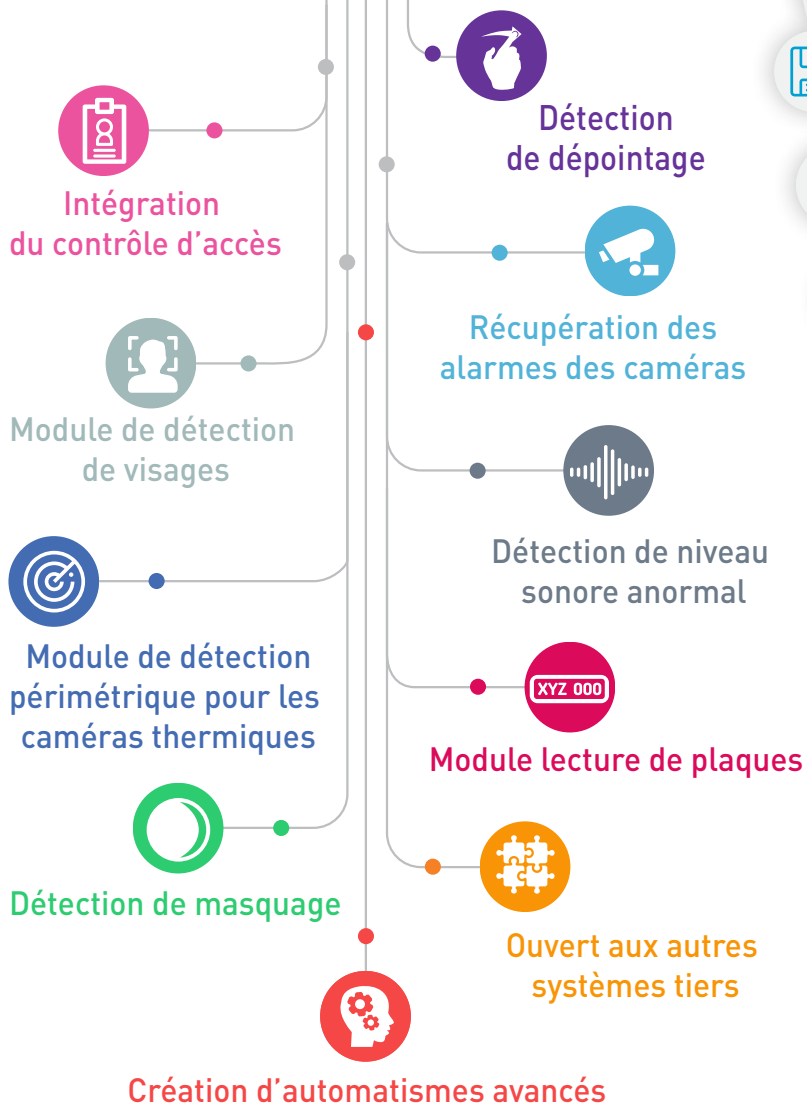 Détection
de dépointage
Intégration
du contrôle d'accès
Récupération des
alarmes des caméras
Module de détection
de visages
Détection de niveau
sonore anormal
Module de détection
périmétrique pour les
caméras thermiques
XYZ 000
Module lecture de plaques
Détection de masquage
Ouvert aux autres
systèmes tiers
Création d'automatismes avancés